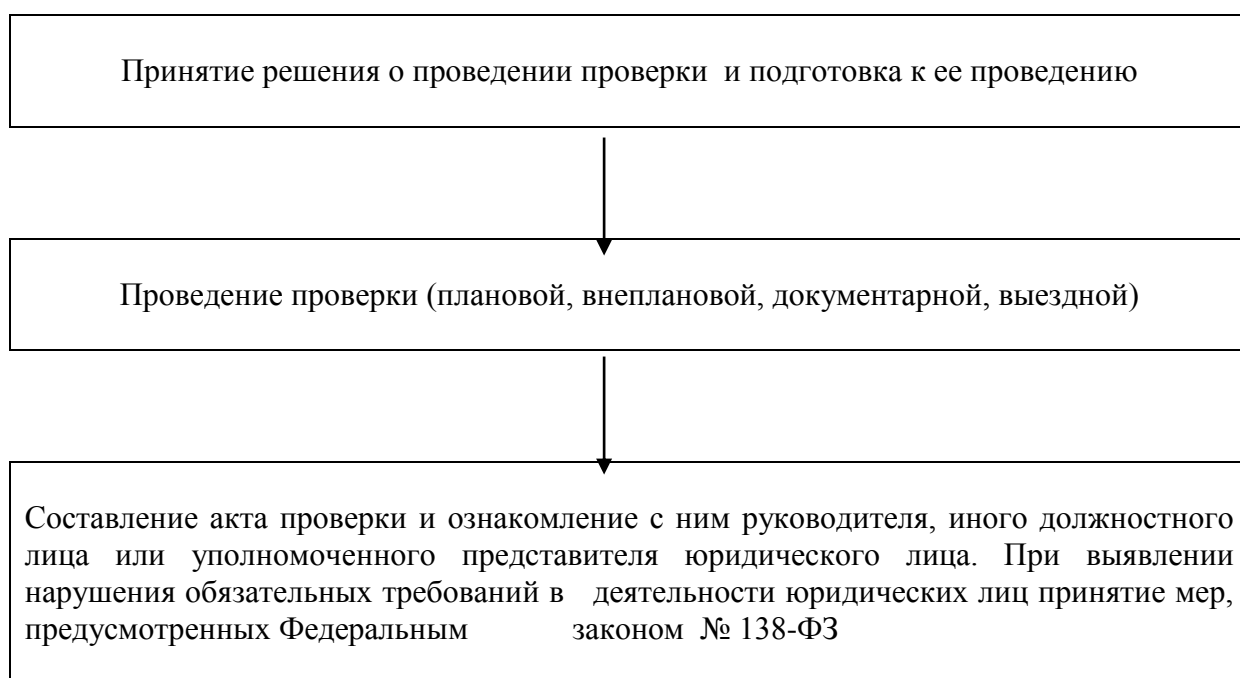 Принятие решения о проведении проверки и подготовка к ее проведению
Проведение проверки (плановой, внеплановой, документарной, выездной)
Составление акта проверки и ознакомление с ним руководителя, иного должностного
лица или уполномоченного представителя юридического лица. При выявлении
нарушения обязательных требований в деятельности юридических лиц принятие мер,
предусмотренных Федеральным законом № 138-ФЗ